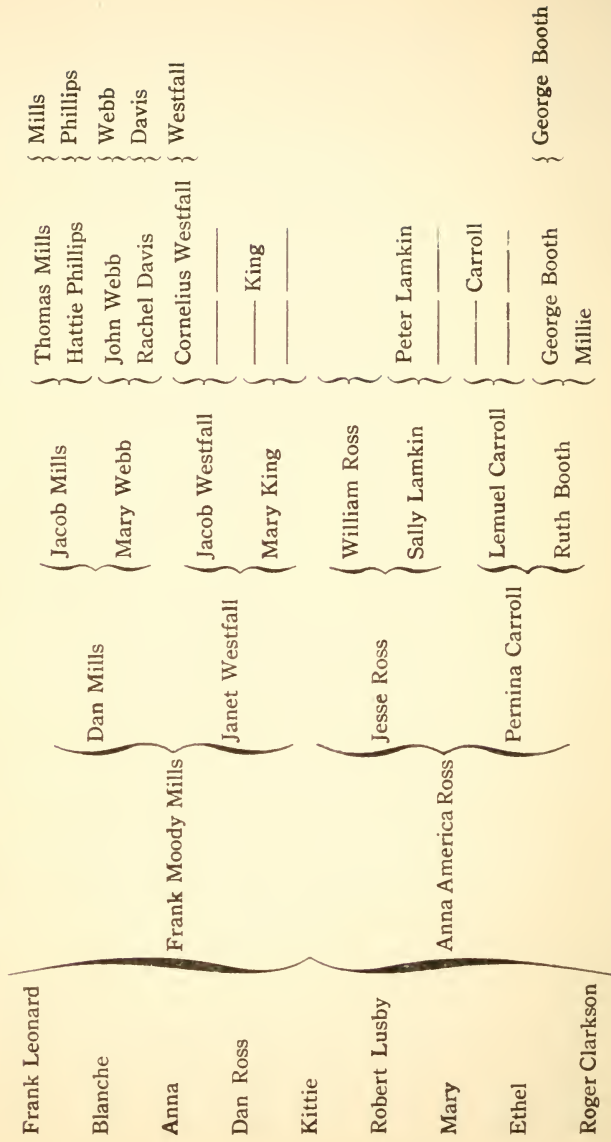 Frank Leonard
Blanche
Anna
Dan Ross
Kittie
Robert Lusby
Mary
Ethel
Roger Clarkson
Frank Moody Mills
Anna America Ross
Dan Mills
Janet Westfall
Jesse Ross
Pernina Carroll
Jacob Mills
Mary Webb
Jacob Westfall
Mary King
William Ross
Sally Lamkin
Lemuel Carroll
Ruth Booth
Thomas Mills
Hattie Phillips
John Webb
Rachel Davis
Cornelius Westfall
—— ——
—— King
—— ——
Peter Lamkin
—— ——
—— Carroll
—— ——
George Booth
Millie
Mills
Phillips
Webb
Davis
Westfall
George Booth